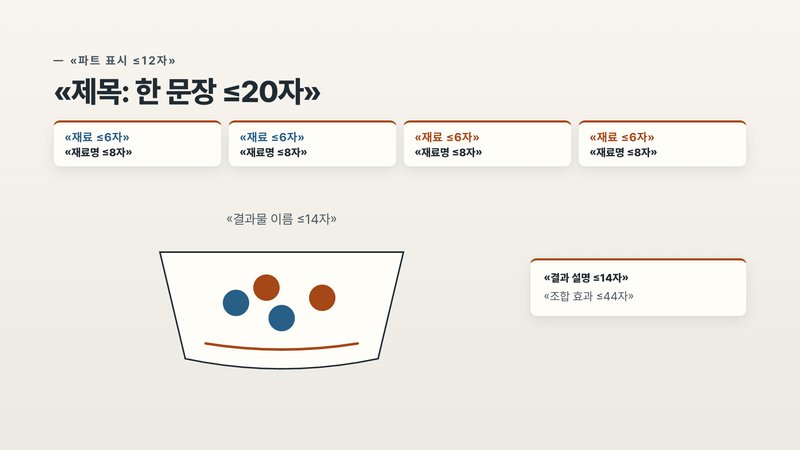 — «파트 표시 ≤12자»
«제목: 한 문장 ≤20자»
«재료 ≤6자»
«재료명 ≤8자»
«재료 ≤6자»
«재료명 ≤8자»
«재료 ≤6자»
«재료명 ≤8자»
«재료 ≤6자»
«재료명 ≤8자»
«결과물 이름 ≤14자»
«결과 설명 ≤14자»
«조합 효과 ≤44자»